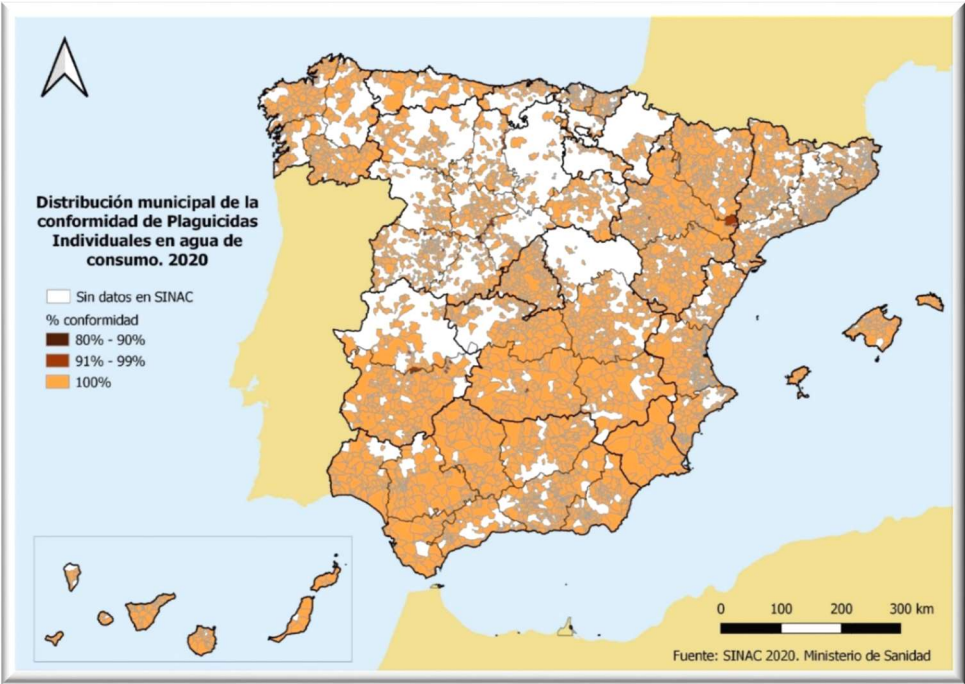 Distribución municipal de la
conformidad de Plaguicidas
Individuales en agua de
consumo. 2020
Sin datos en SINAC
% conformidad
80% - 90%
91% - 99%
100%
0 100 200 300 km
Fuente: SINAC 2020. Ministerio de Sanidad